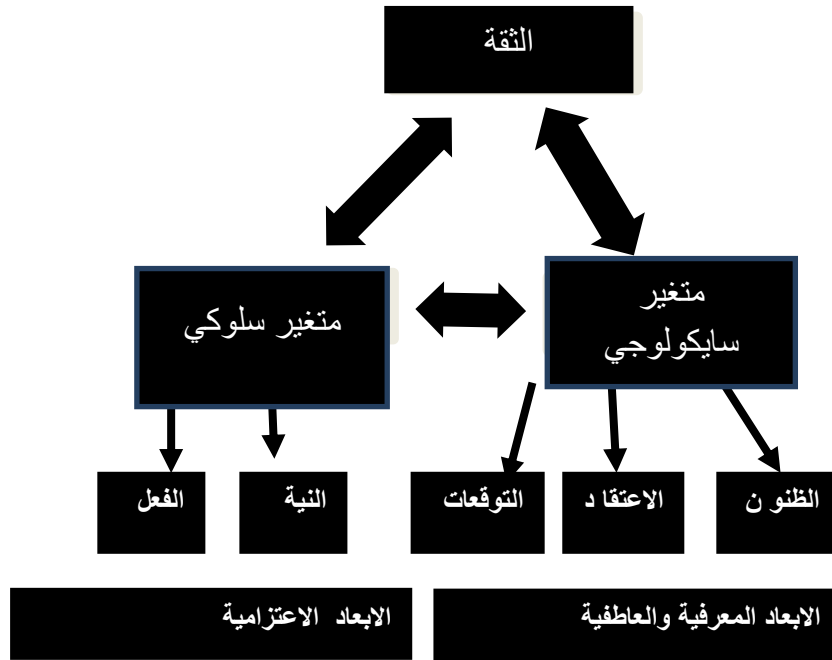 الثقة
متغير
سايكولوجي
متغير سلوكي
الظنو ن
الاعتقا د
التوقعات
النية
الفعل
الابعاد المعرفية والعاطفية
الابعاد الاعتزامية